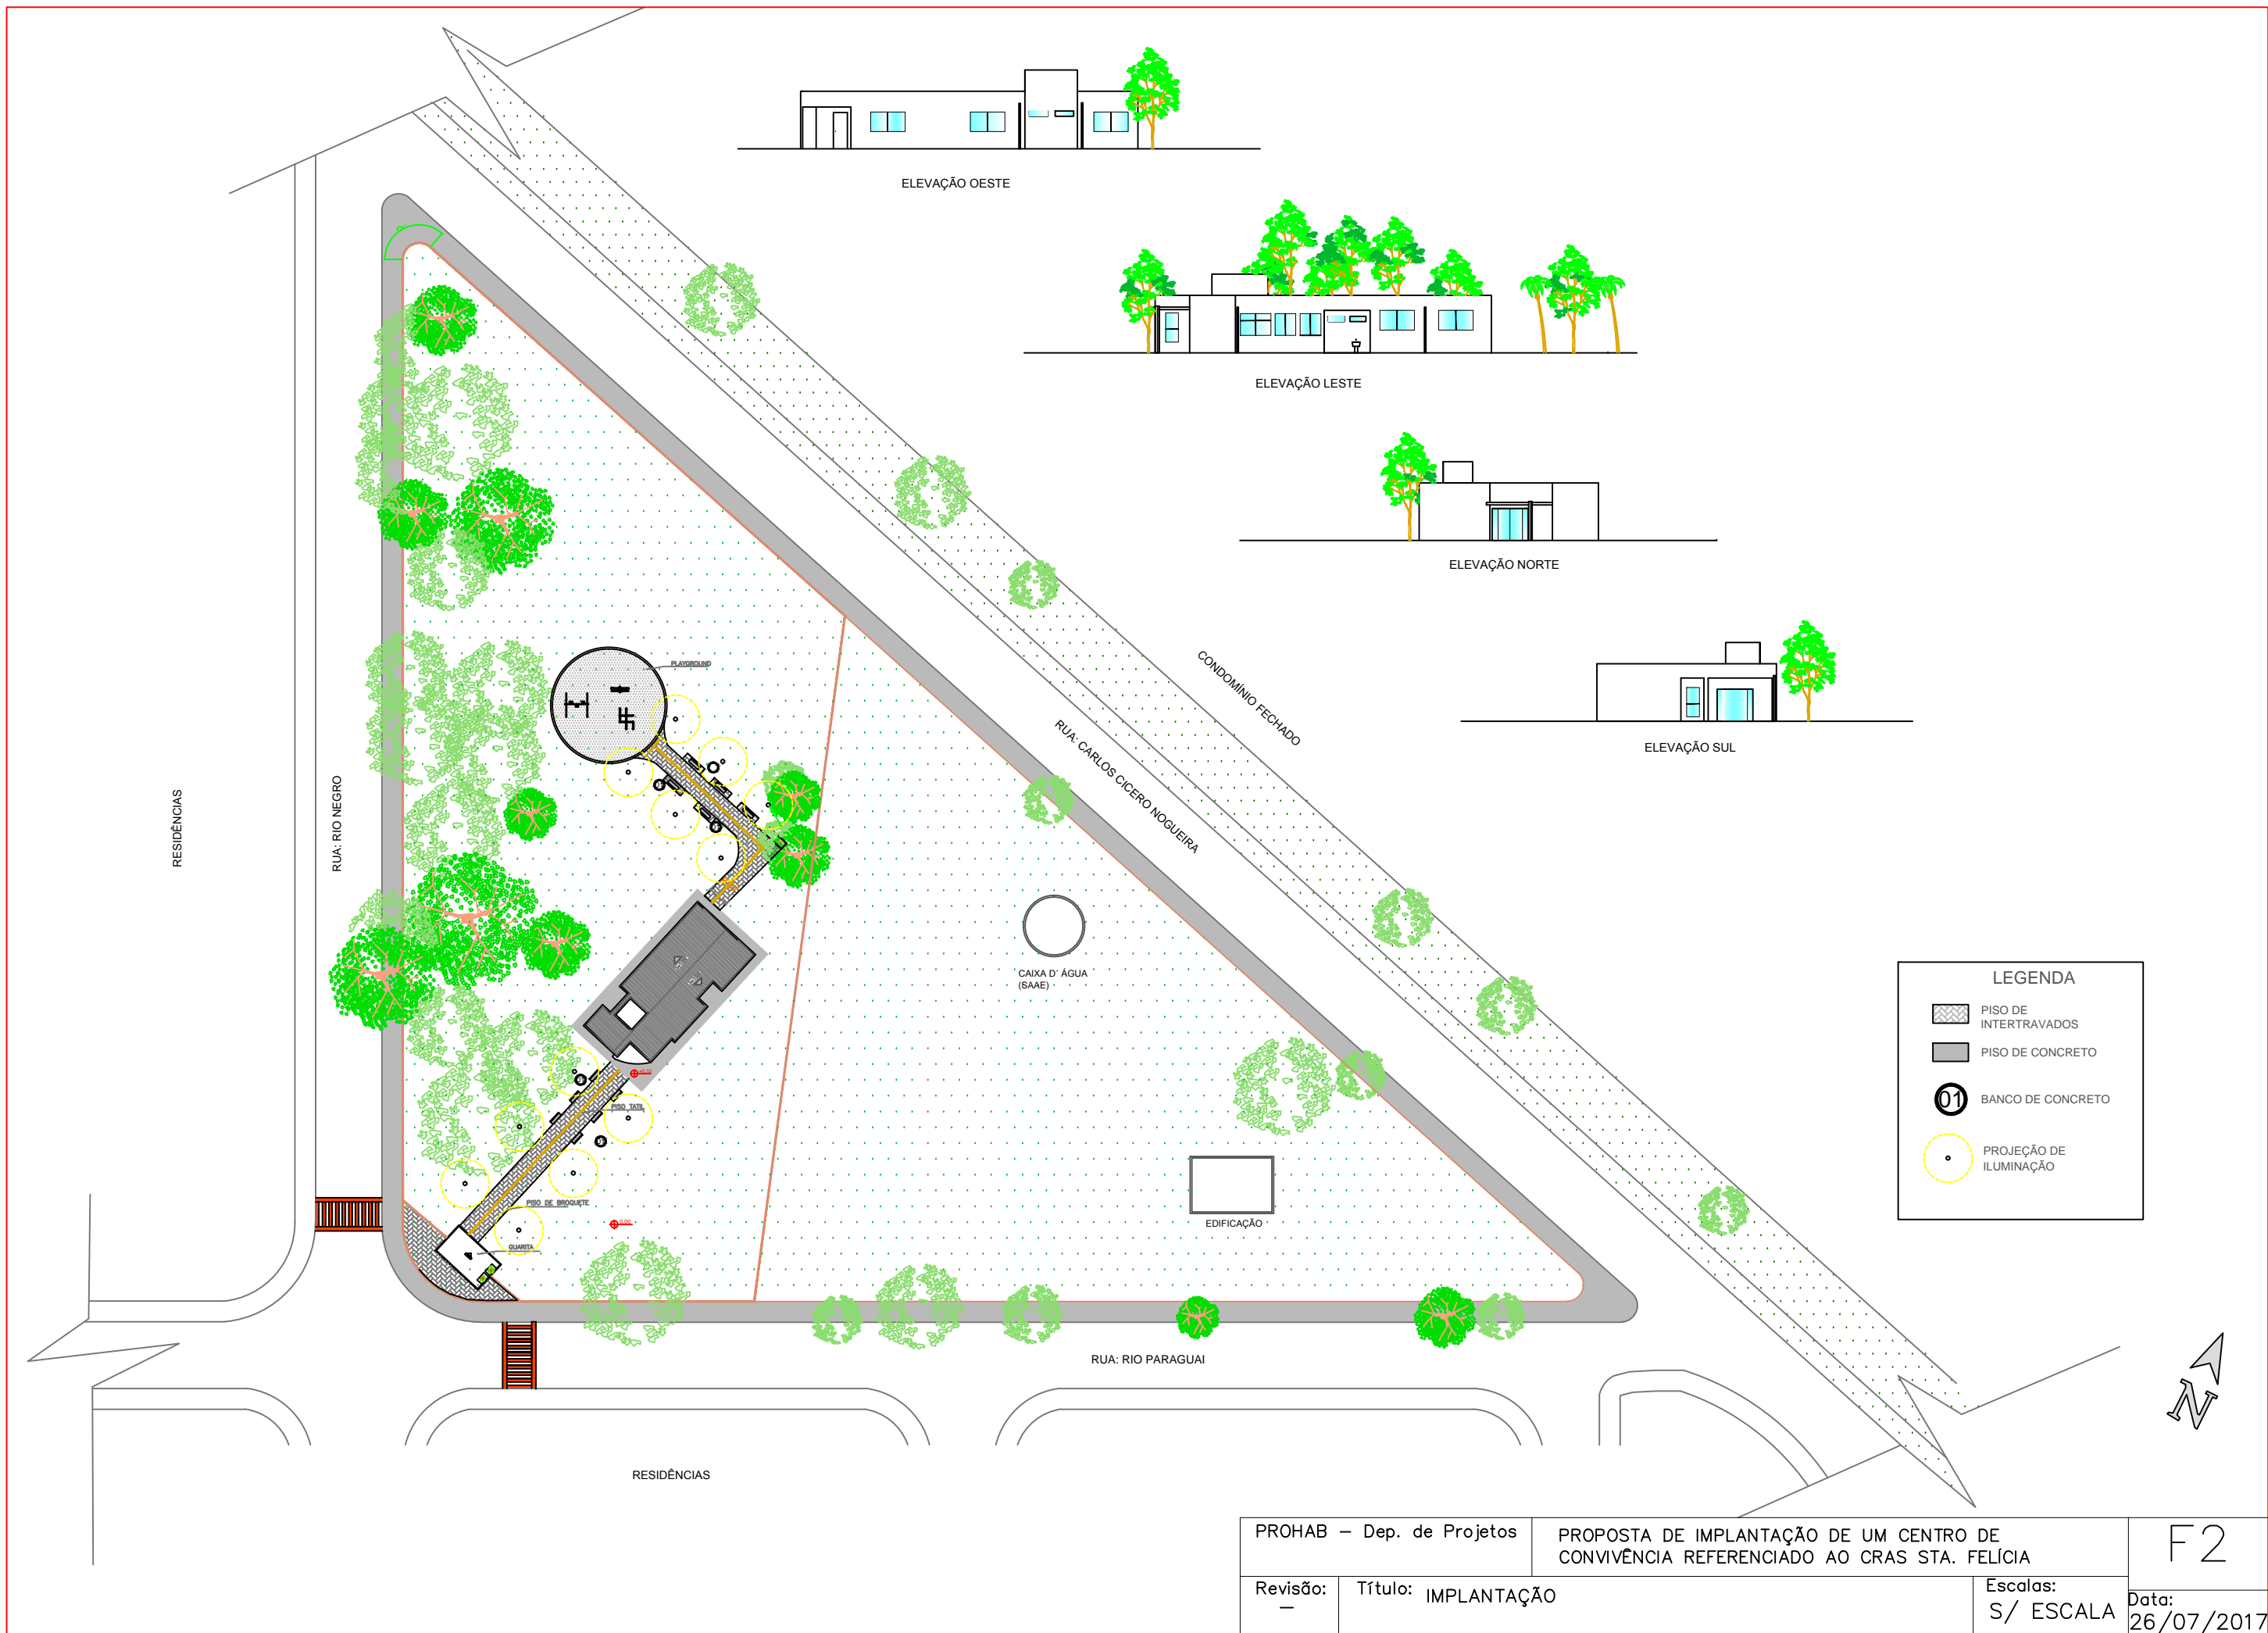 ELEVAÇÃO OESTE
ELEVAÇÃO LESTE
ELEVAÇÃO NORTE
ELEVAÇÃO SUL
CONDOMÍNIO FECHADO
RUA: CARLOS CICERO NOGUEIRA
RESIDÊNCIAS
RUA: RIO NEGRO
PLAYGROUND
CAIXA D´ ÁGUA
(SAAE)
PISO TATIL
PISO DE BROQUETE
0.00
GUARITA
EDIFICAÇÃO
RUA: RIO PARAGUAI
RESIDÊNCIAS
LEGENDA
PISO DE
INTERTRAVADOS
PISO DE CONCRETO
01
BANCO DE CONCRETO
PROJEÇÃO DE
ILUMINAÇÃO
N
PROHAB – Dep. de Projetos
PROPOSTA DE IMPLANTAÇÃO DE UM CENTRO DE
CONVIVÊNCIA REFERENCIADO AO CRAS STA. FELÍCIA
F2
Revisão:
–
Título: IMPLANTAÇÃO
Escalas:
S/ ESCALA
Data:
26/07/2017